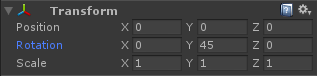 Transform
Position X 0 Y 0 Z 0
Rotation X 0 Y 45 Z 0
Scale X 1 Y 1 Z 1